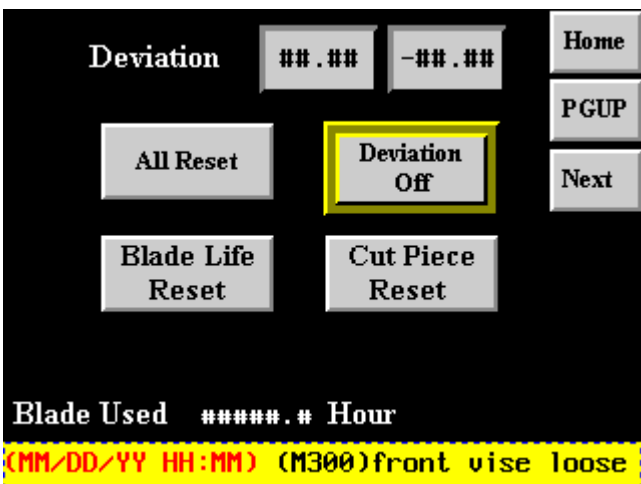 Deviation ##.## -##.## Home
PGUP
All Reset Deviation Off Next
Blade Life Reset Cut Piece Reset
Blade Used #####.# Hour
(MM/DD/YY HH:MM) (M300)front vise loose